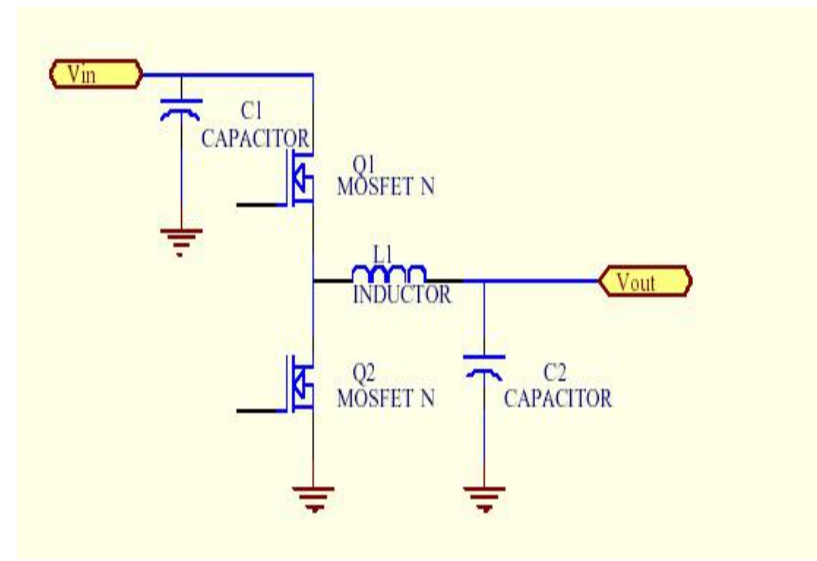 Vin
C1
CAPACITOR
Q1
MOSFET N
L1
INDUCTOR
Vout
Q2
MOSFET N
C2
CAPACITOR